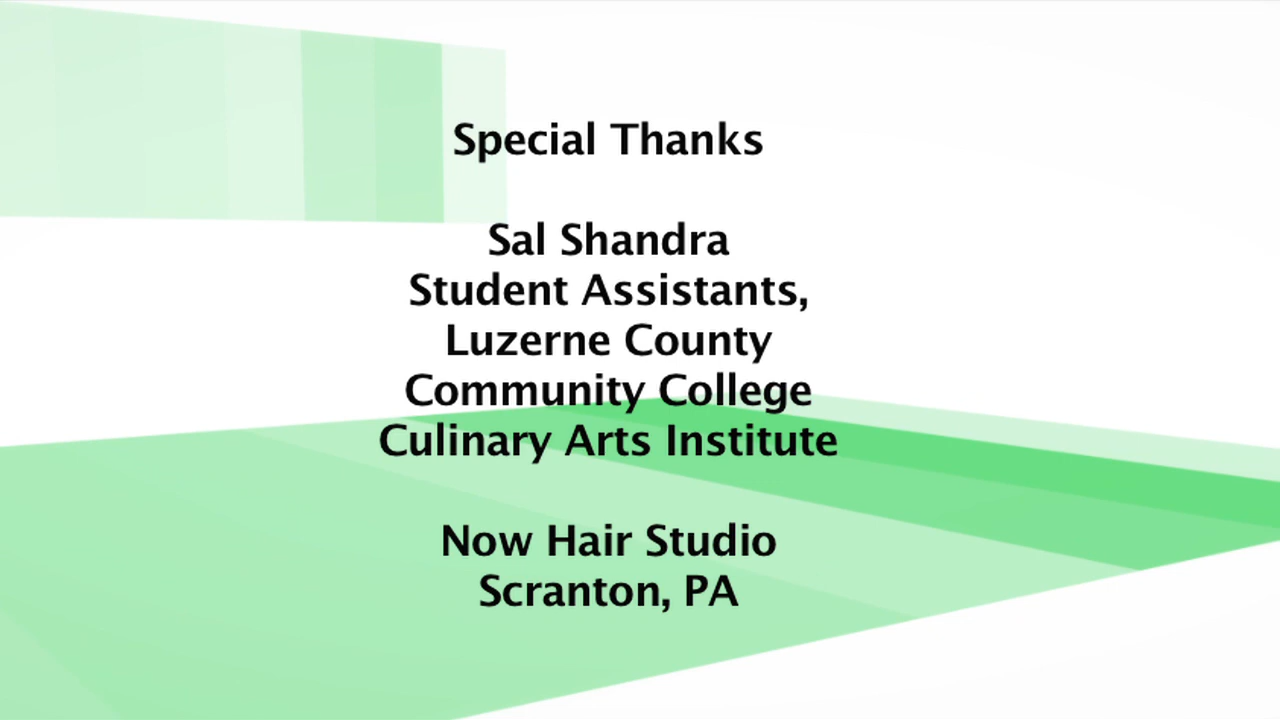 Special Thanks
Sal Shandra
Student Assistants,
Luzerne County
Community College
Culinary Arts Institute
Now Hair Studio
Scranton, PA